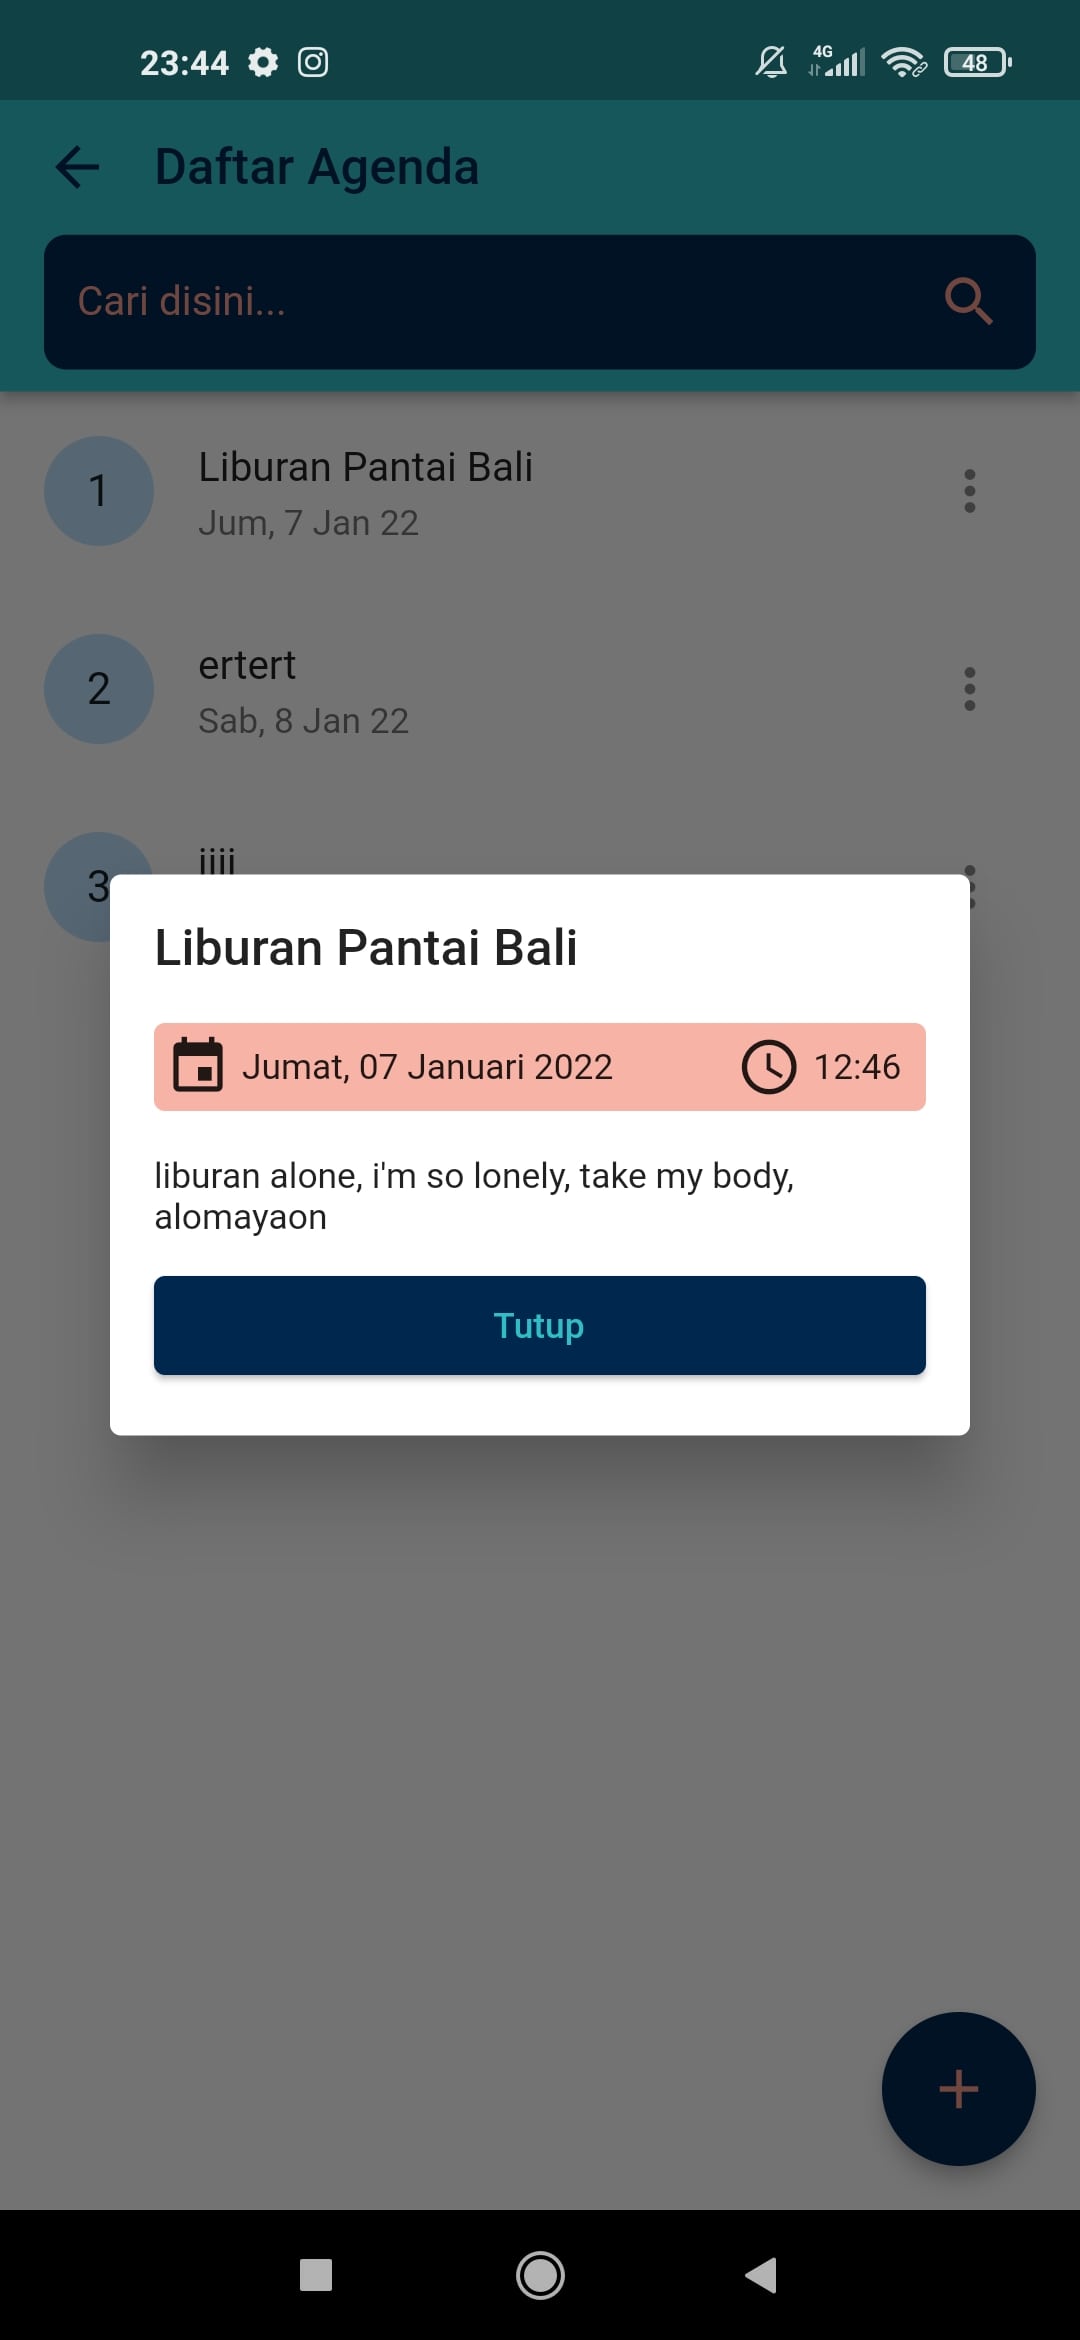 23:44
4G
48
Daftar Agenda
Cari disini...
1
Liburan Pantai Bali
Jum, 7 Jan 22
2
ertert
Sab, 8 Jan 22
3
Liburan Pantai Bali
Jumat, 07 Januari 2022
12:46
liburan alone, i'm so lonely, take my body,
alomayaon
Tutup